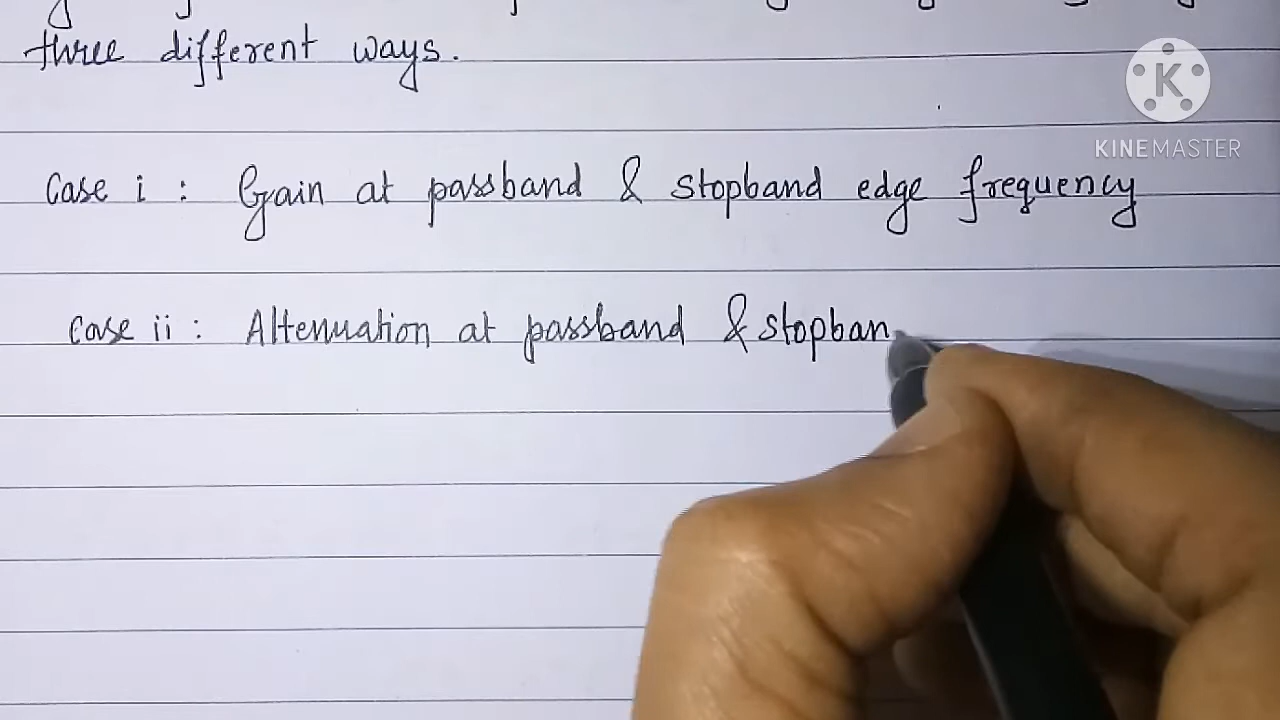 three different ways.
K
KINEMASTER
Case i : Gain at passband & stopband edge frequency
Case ii : Attenuation at passband & stopban